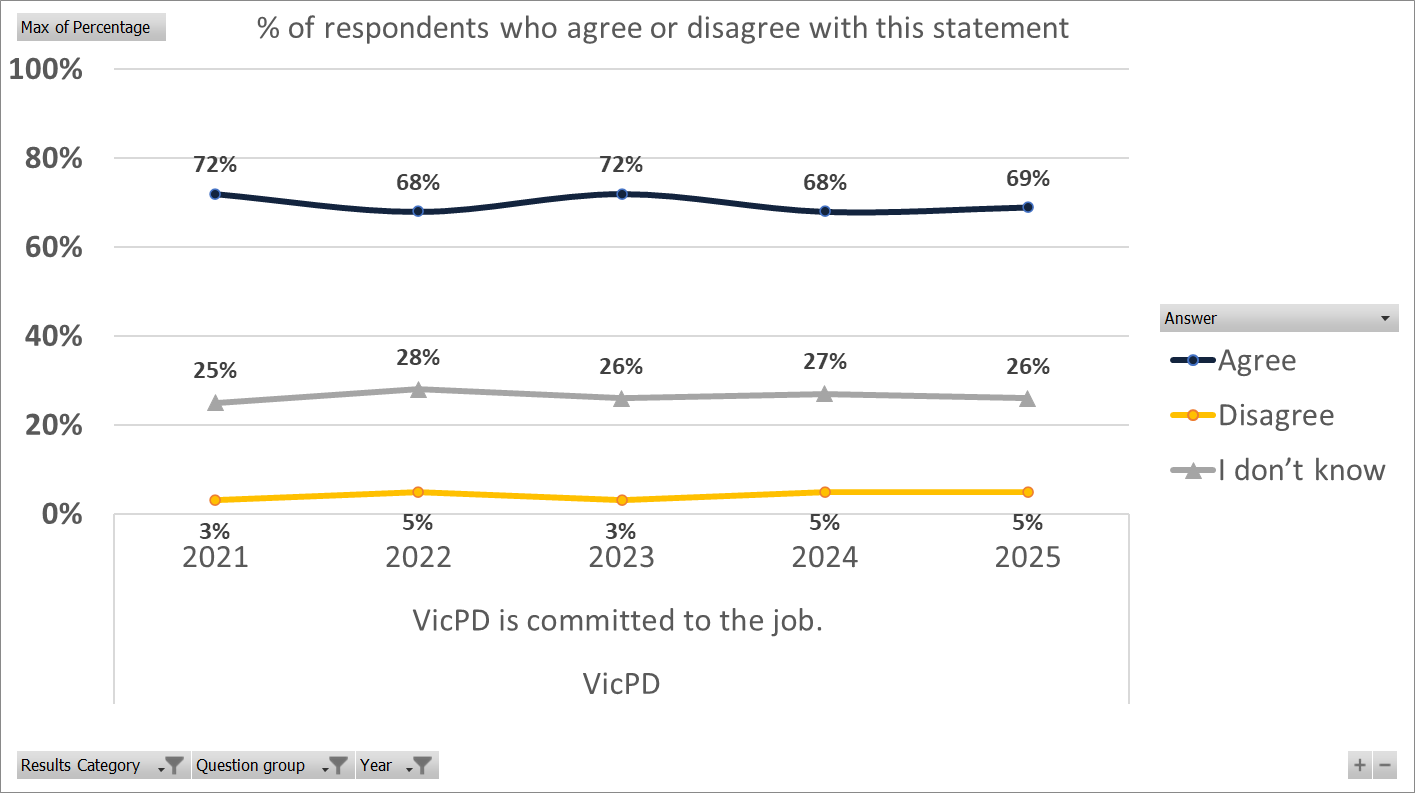 Max of Percentage
% of respondents who agree or disagree with this statement
100%
80%
60%
40%
20%
0%
72%
68%
72%
68%
69%
25%
28%
26%
27%
26%
3%
5%
3%
5%
5%
2021
2022
2023
2024
2025
VicPD is committed to the job.
VicPD
Answer
Agree
Disagree
I don’t know
Results Category
Question group
Year
+
−